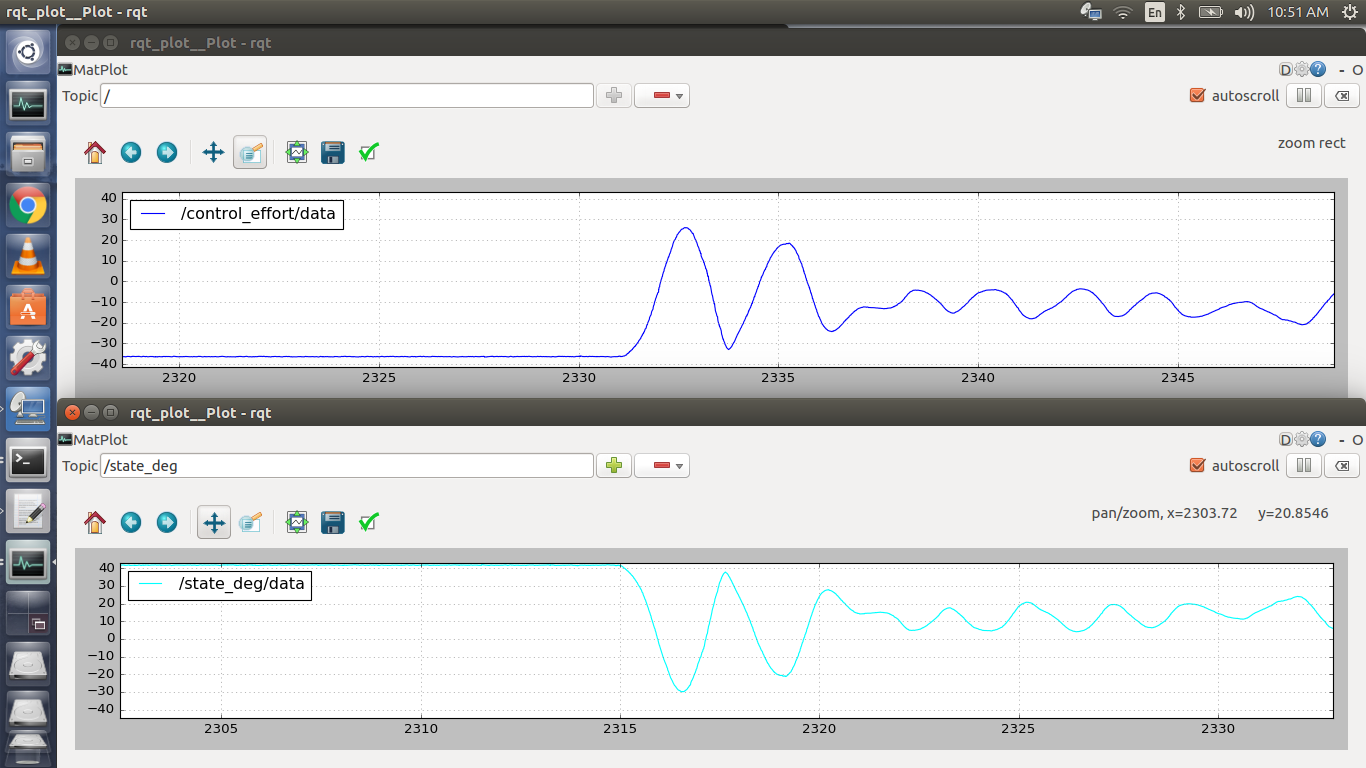 rqt_plot__Plot - rqt
En
10:51 AM
rqt_plot__Plot - rqt
MatPlot
D
- O
Topic /
autoscroll
zoom rect
/control_effort/data
40
30
20
10
0
−10
−20
−30
−40
2320 2325 2330 2335 2340 2345
rqt_plot__Plot - rqt
MatPlot
D
- O
Topic /state_deg
autoscroll
pan/zoom, x=2303.72 y=20.8546
/state_deg/data
40
30
20
10
0
−10
−20
−30
−40
2305 2310 2315 2320 2325 2330